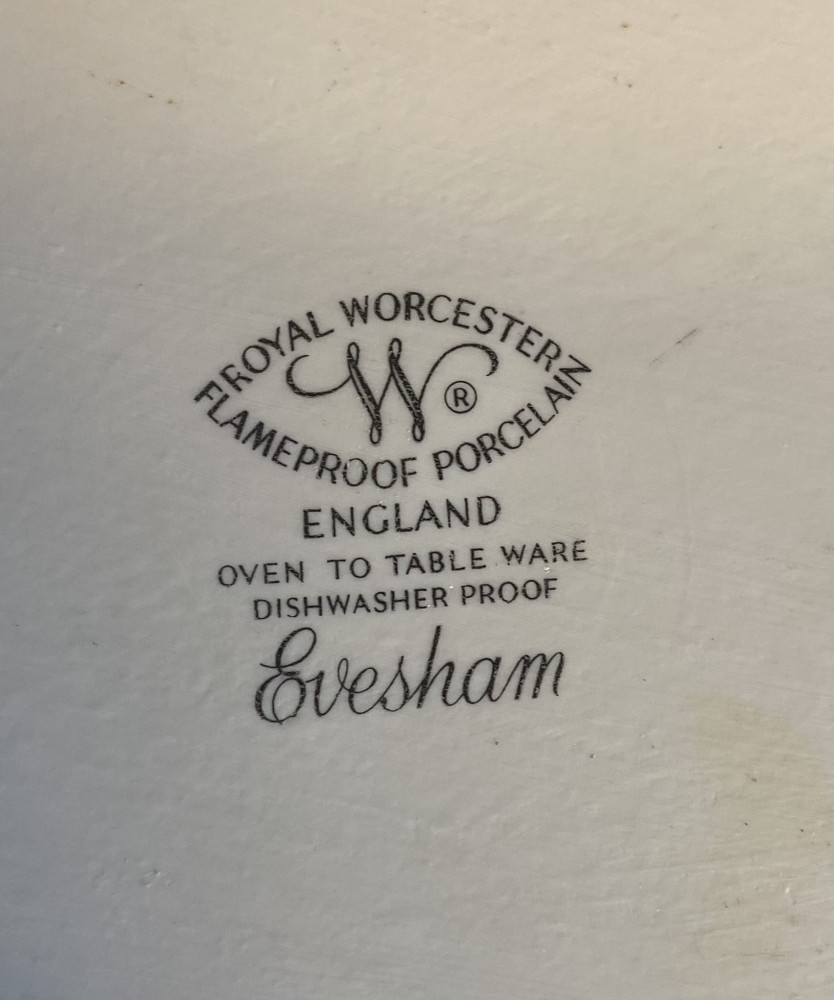 ROYAL WORCESTER
W®
FLAMEPROOF PORCELAIN
ENGLAND
OVEN TO TABLE WARE
DISHWASHER PROOF
Evesham